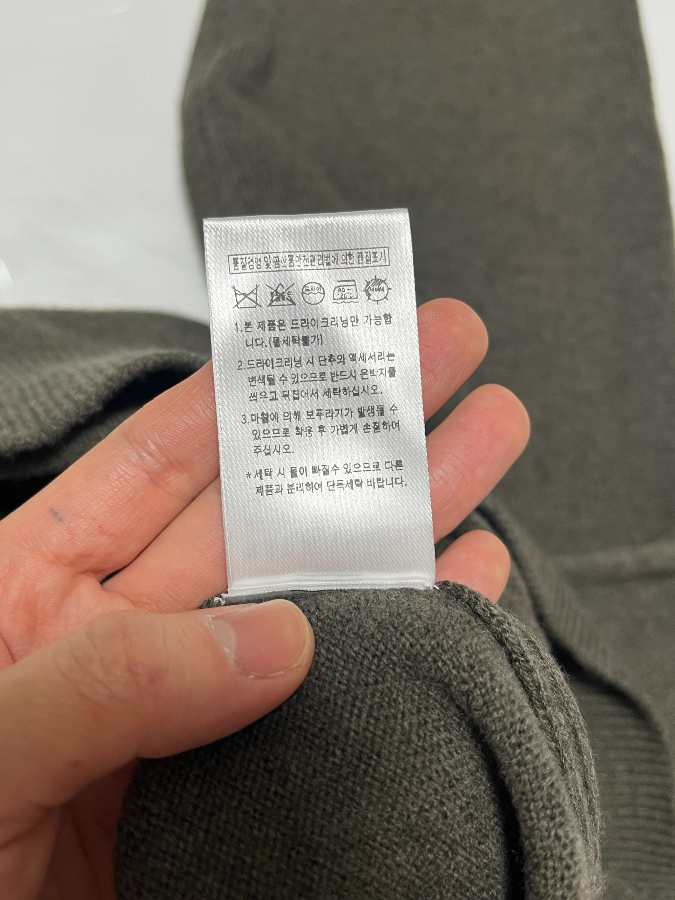 품질경영 및 공산품안전관리법에 의한 품질표시
드라이
1.본 제품은 드라이크리닝만 가능합
니다.(물세탁불가)
2.드라이크리닝 시 단추와 액세서리는
변색될 수 있으므로 반드시 은박지를
씌으고 뒤집어서 세탁하십시오.
3.마찰에 의해 보푸라기가 발생될 수
있으므로 착용 후 가볍게 손질하여
주십시오.
*세탁 시 물이 빠질수 있으므로 다른
제품과 분리하여 단독세탁 바랍니다.